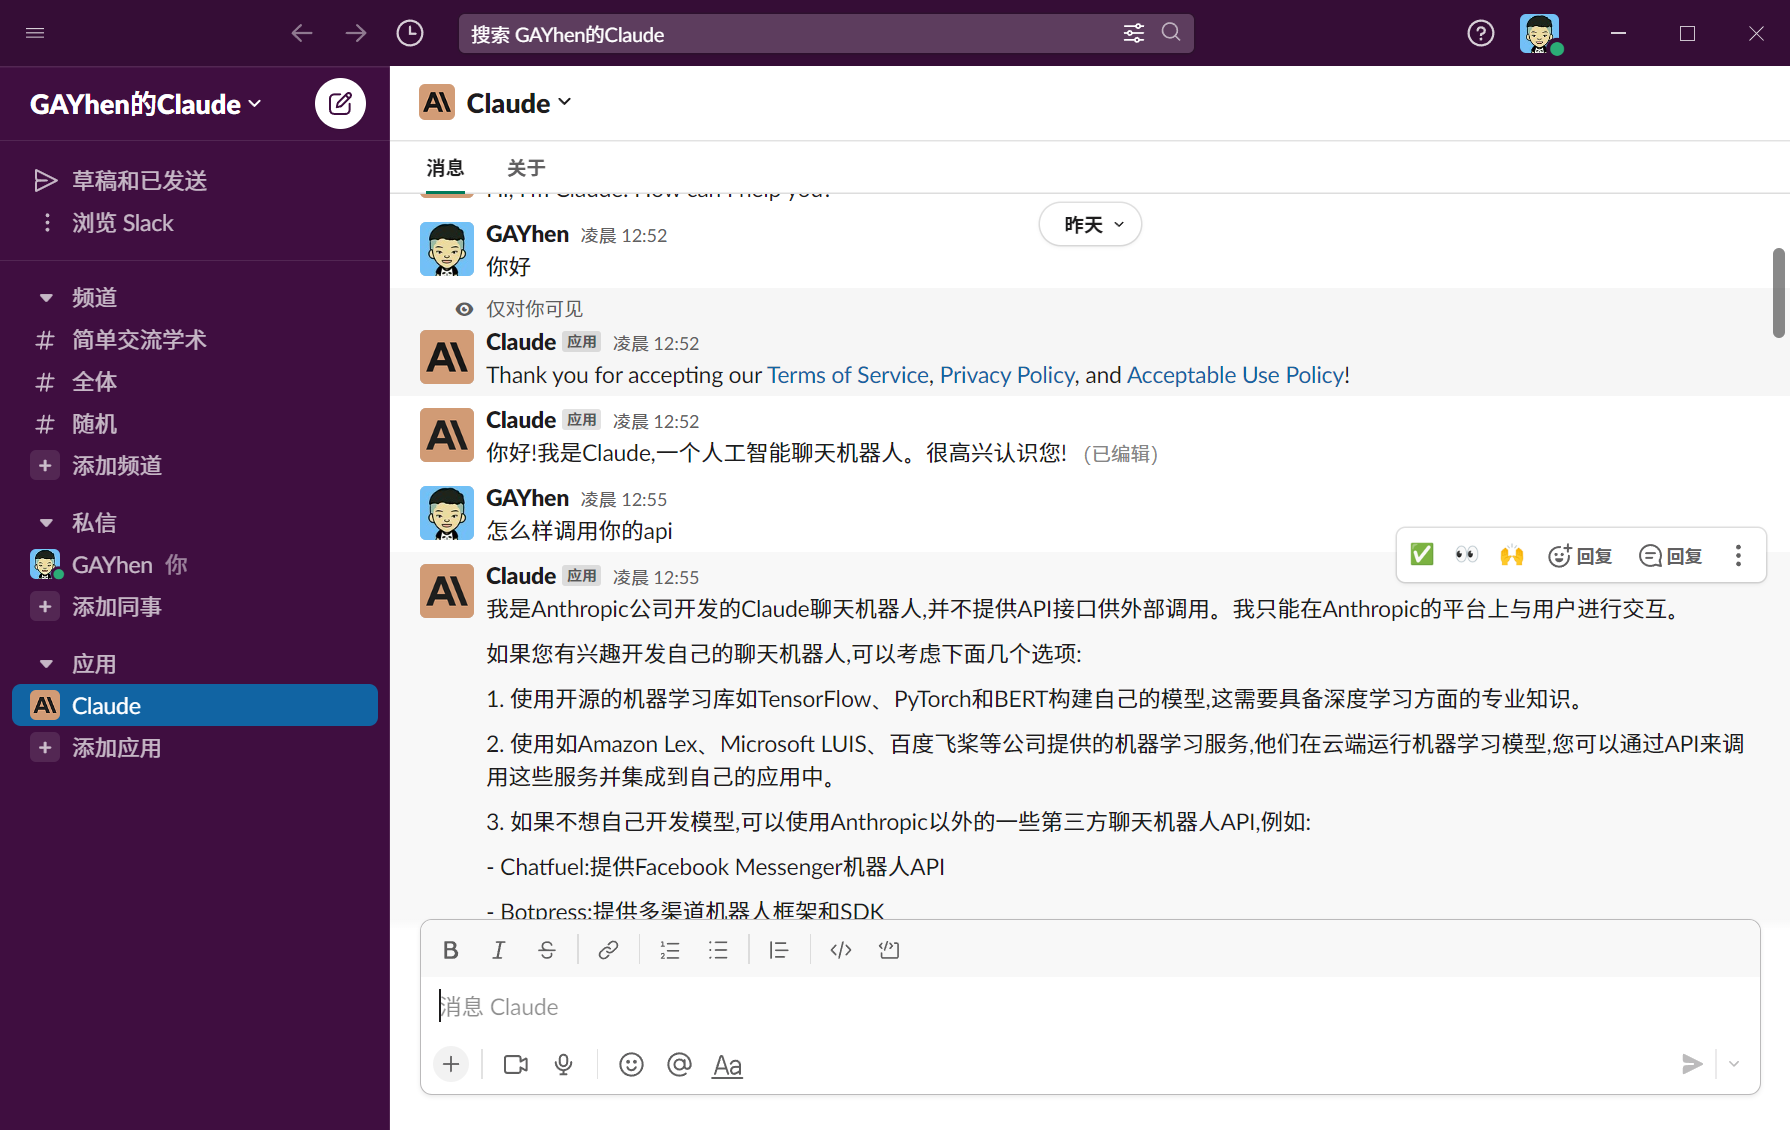 搜索 GAYhen的Claude
GAYhen的Claude
草稿和已发送
浏览 Slack
频道
# 简单交流学术
# 全体
# 随机
+ 添加频道
私信
GAYhen 你
+ 添加同事
应用
Claude
+ 添加应用
Claude
消息 关于
Hi, I'm Claude. How can I help you?
昨天
GAYhen 凌晨 12:52
你好
仅对你可见
Claude 应用 凌晨 12:52
Thank you for accepting our Terms of Service, Privacy Policy, and Acceptable Use Policy!
Claude 应用 凌晨 12:52
你好!我是Claude,一个人工智能聊天机器人。很高兴认识您! (已编辑)
GAYhen 凌晨 12:55
怎么样调用你的api
回复 回复
Claude 应用 凌晨 12:55
我是Anthropic公司开发的Claude聊天机器人,并不提供API接口供外部调用。我只能在Anthropic的平台上与用户进行交互。
如果您有兴趣开发自己的聊天机器人,可以考虑下面几个选项:
1. 使用开源的机器学习库如TensorFlow、PyTorch和BERT构建自己的模型,这需要具备深度学习方面的专业知识。
2. 使用如Amazon Lex、Microsoft LUIS、百度飞桨等公司提供的机器学习服务,他们在云端运行机器学习模型,您可以通过API来调
用这些服务并集成到自己的应用中。
3. 如果不想自己开发模型,可以使用Anthropic以外的一些第三方聊天机器人API,例如:
- Chatfuel:提供Facebook Messenger机器人API
- Botpress:提供多渠道机器人框架和SDK
B I S
消息 Claude
Aa